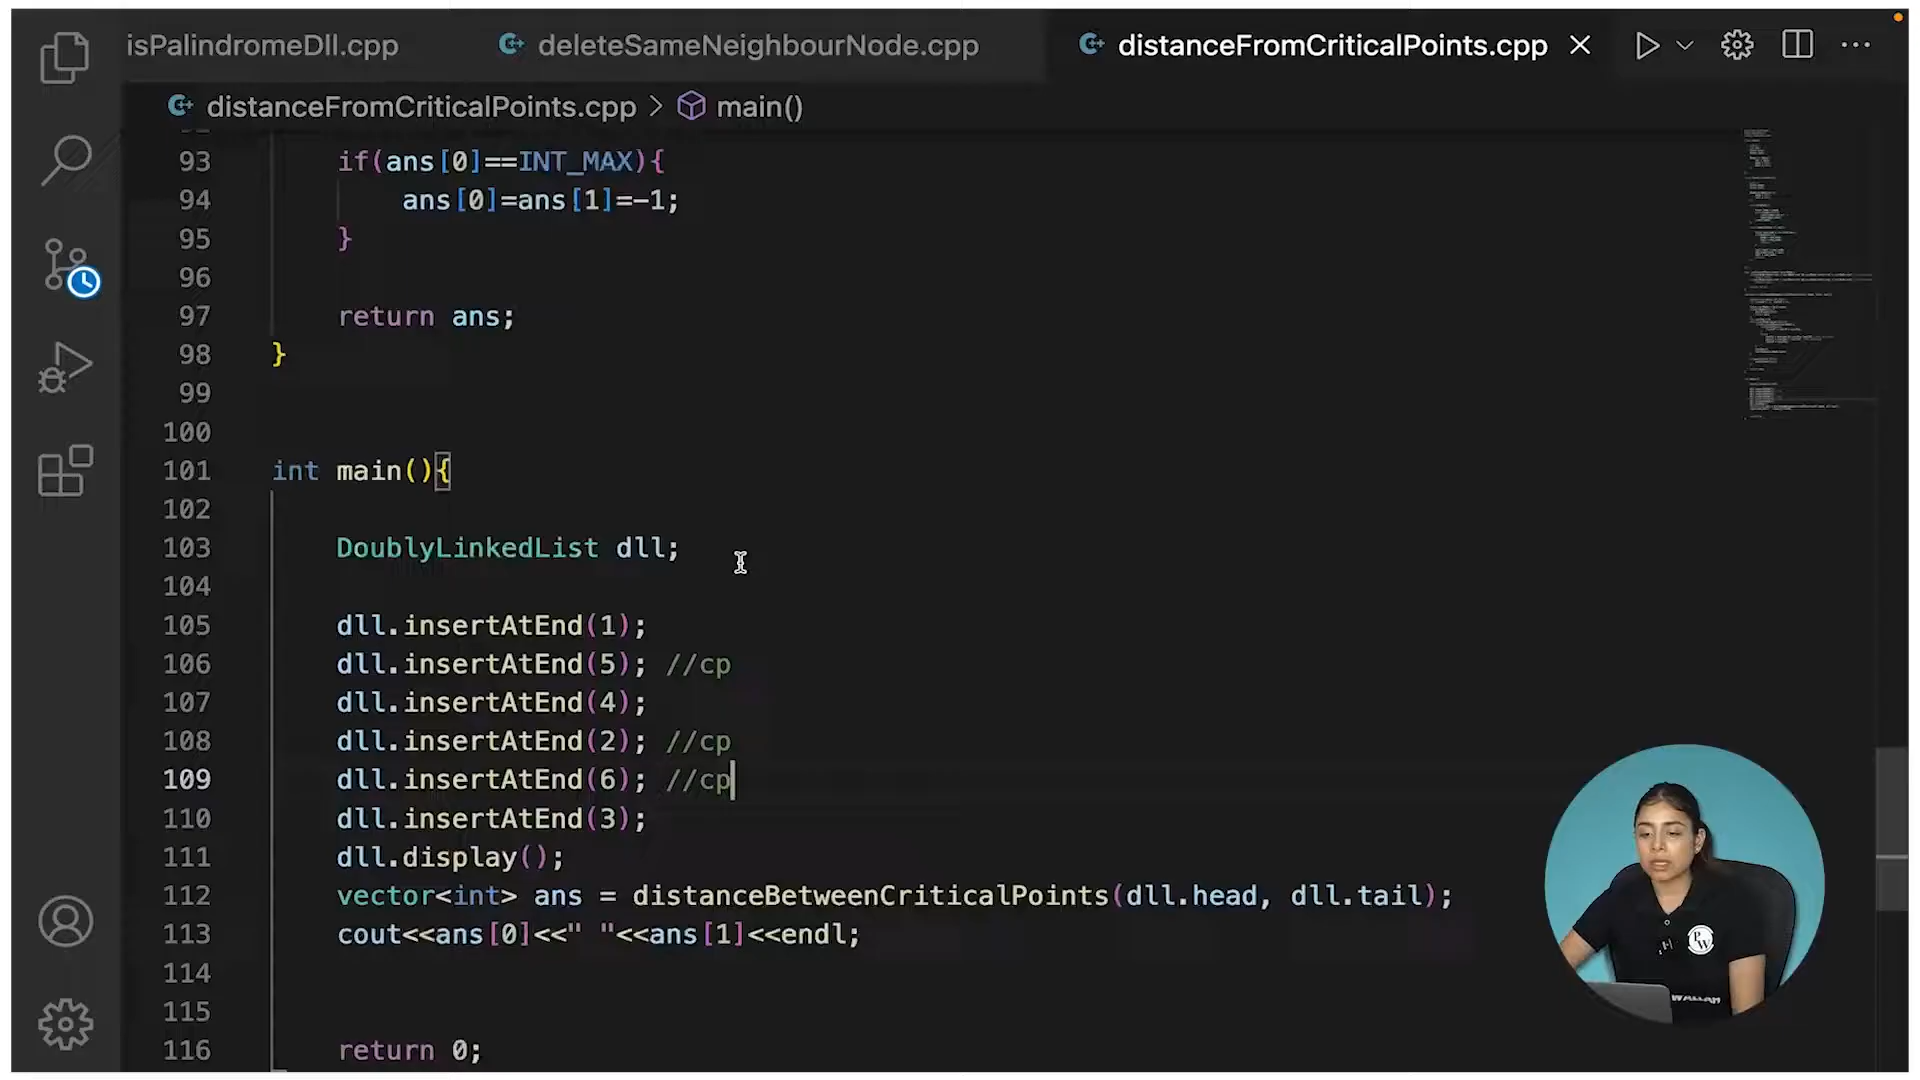 isPalindromeDll.cpp deleteSameNeighbourNode.cpp distanceFromCriticalPoints.cpp
distanceFromCriticalPoints.cpp > main()
93 if(ans[0]==INT_MAX){
94 ans[0]=ans[1]=-1;
95 }
96
97 return ans;
98 }
99
100
101 int main(){
102
103 DoublyLinkedList dll;
104
105 dll.insertAtEnd(1);
106 dll.insertAtEnd(5); //cp
107 dll.insertAtEnd(4);
108 dll.insertAtEnd(2); //cp
109 dll.insertAtEnd(6); //cp
110 dll.insertAtEnd(3);
111 dll.display();
112 vector<int> ans = distanceBetweenCriticalPoints(dll.head, dll.tail);
113 cout<<ans[0]<<" "<<ans[1]<<endl;
114
115
116 return 0;
PW